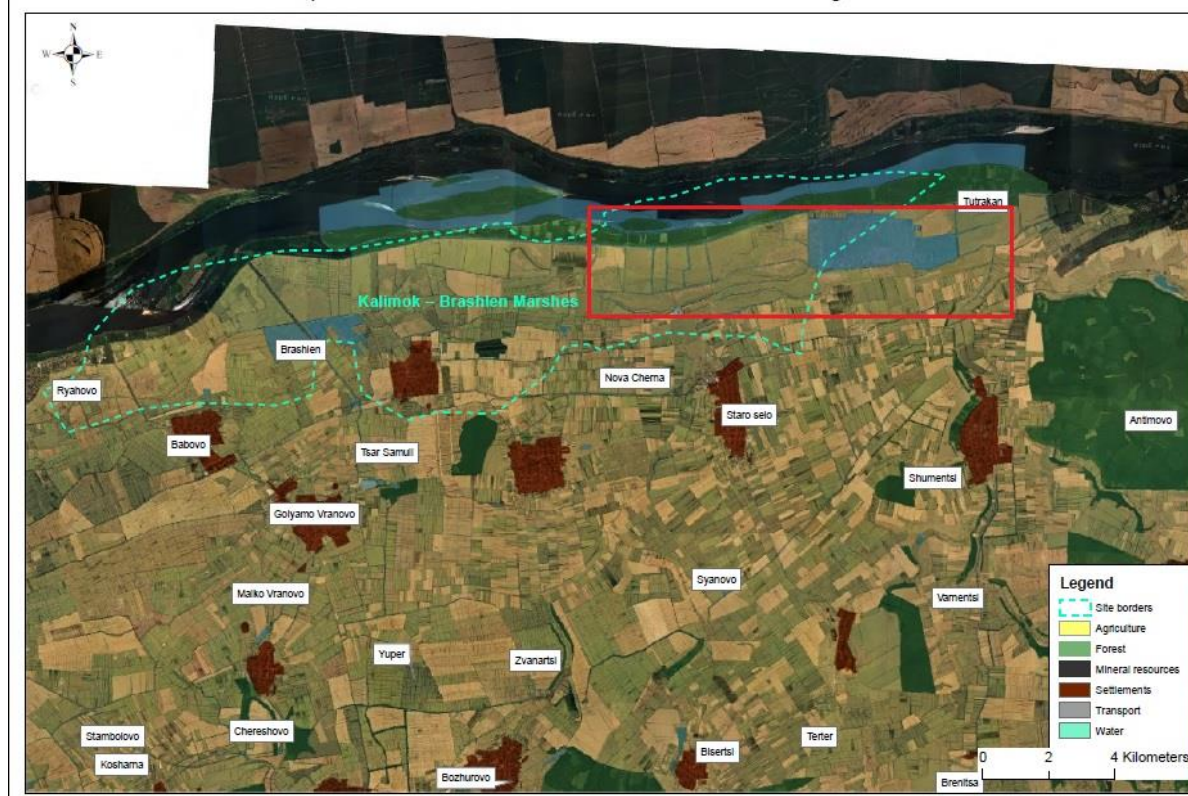 N
W E
S
Tutrakan
Kalimok – Brashlen Marshes
Brashlen
Ryahovo
Nova Cherna
Staro selo
Antimovo
Babovo
Tsar Samuil
Shumentsi
Golyamo Vranovo
Syanovo
Malko Vranovo
Varnentsi
Yuper
Zvanartsi
Stambolovo
Chereshovo
Kosharna
Bozhurovo
Bisertsi
Terter
Brenitsa
Legend
Site borders
Agriculture
Forest
Mineral resources
Settlements
Transport
Water
0 2 4 Kilometers